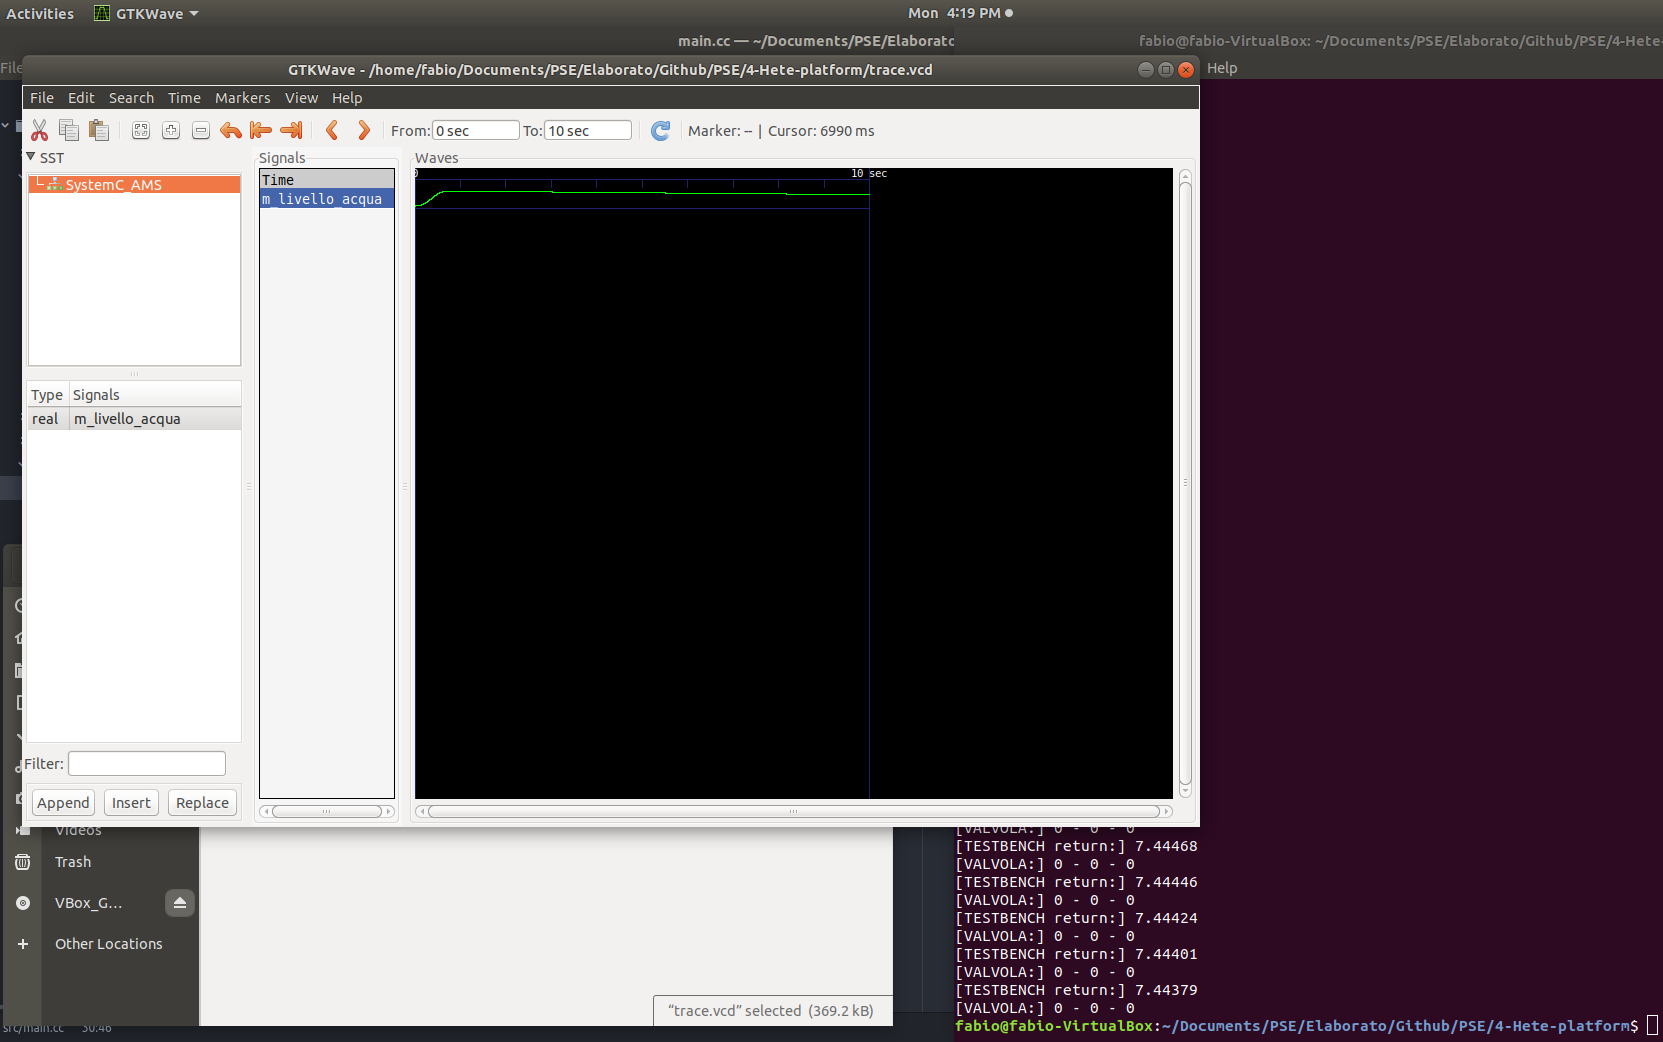 Activities GTKWave Mon 4:19 PM
main.cc — ~/Documents/PSE/Elaborato fabio@fabio-VirtualBox: ~/Documents/PSE/Elaborato/Github/PSE/4-Hete-
File Help
GTKWave - /home/fabio/Documents/PSE/Elaborato/Github/PSE/4-Hete-platform/trace.vcd
File Edit Search Time Markers View Help
From: 0 sec To: 10 sec Marker: -- | Cursor: 6990 ms
SST Signals Waves
SystemC_AMS Time 0 10 sec
m_livello_acqua
Type Signals
real m_livello_acqua
Filter:
Append Insert Replace
Videos
Trash
VBox_G...
Other Locations
"trace.vcd" selected (369.2 kB)
src/main.cc 30:46
[VALVOLA:] 0 - 0 - 0
[TESTBENCH return:] 7.44468
[VALVOLA:] 0 - 0 - 0
[TESTBENCH return:] 7.44446
[VALVOLA:] 0 - 0 - 0
[TESTBENCH return:] 7.44424
[VALVOLA:] 0 - 0 - 0
[TESTBENCH return:] 7.44401
[VALVOLA:] 0 - 0 - 0
[TESTBENCH return:] 7.44379
[VALVOLA:] 0 - 0 - 0
fabio@fabio-VirtualBox:~/Documents/PSE/Elaborato/Github/PSE/4-Hete-platform$